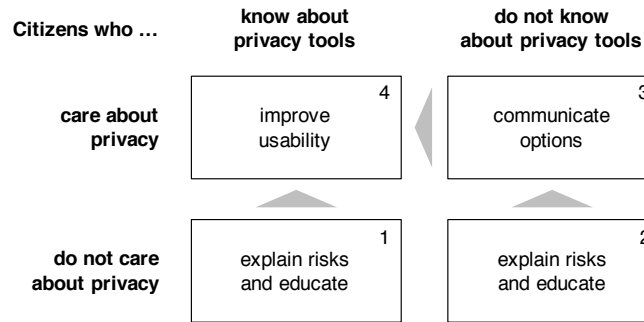 Citizens who …
know about
privacy tools
do not know
about privacy tools
care about
privacy
4
improve
usability
3
communicate
options
do not care
about privacy
1
explain risks
and educate
2
explain risks
and educate